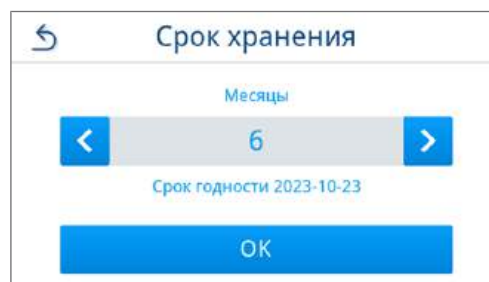 Срок хранения
Месяцы
6
Срок годности 2023-10-23
OK